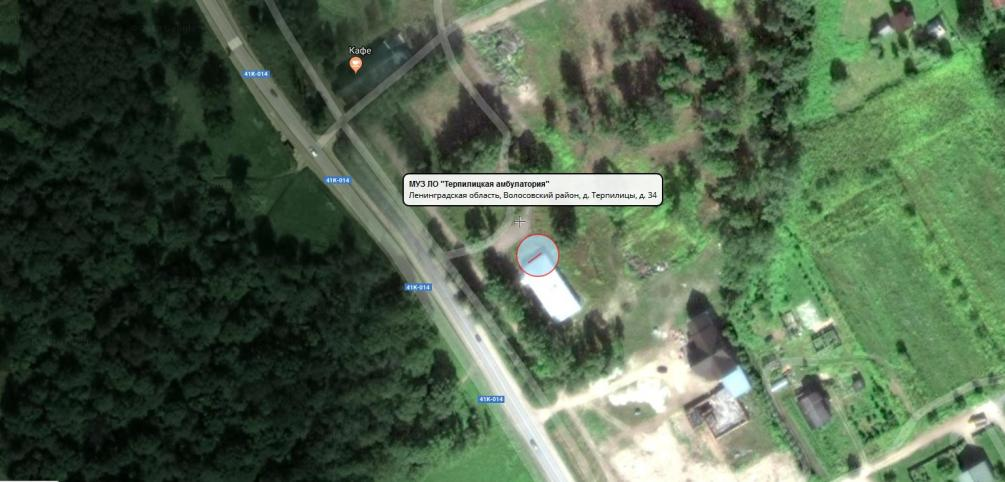 Кафе
41К-014
41К-014
МУЗ ЛО "Терпилицкая амбулатория"
Ленинградская область, Волосовский район, д. Терпилицы, д. 34
41К-014
41К-014